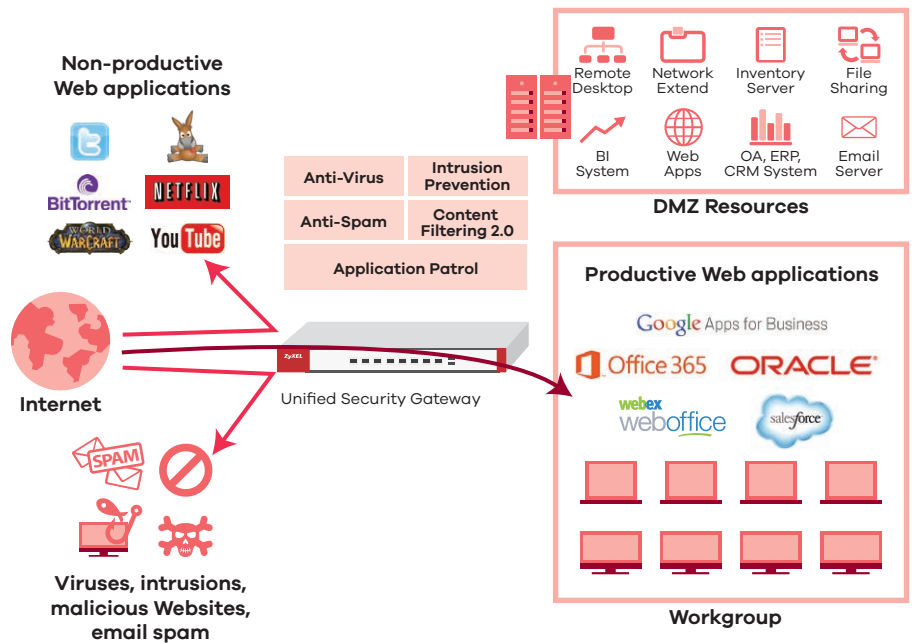 Non-productive
Web applications
BitTorrent
NETFLIX
WORLD
OF
WARCRAFT
You Tube
Internet
SPAM
Viruses, intrusions,
malicious Websites,
email spam
Anti-Virus
Intrusion
Prevention
Anti-Spam
Content
Filtering 2.0
Application Patrol
ZyXEL
Unified Security Gateway
Remote
Desktop
Network
Extend
Inventory
Server
File
Sharing
BI
System
Web
Apps
OA, ERP,
CRM System
Email
Server
DMZ Resources
Productive Web applications
Google Apps for Business
Office 365
ORACLE®
webex
weboffice
salesforce
Workgroup